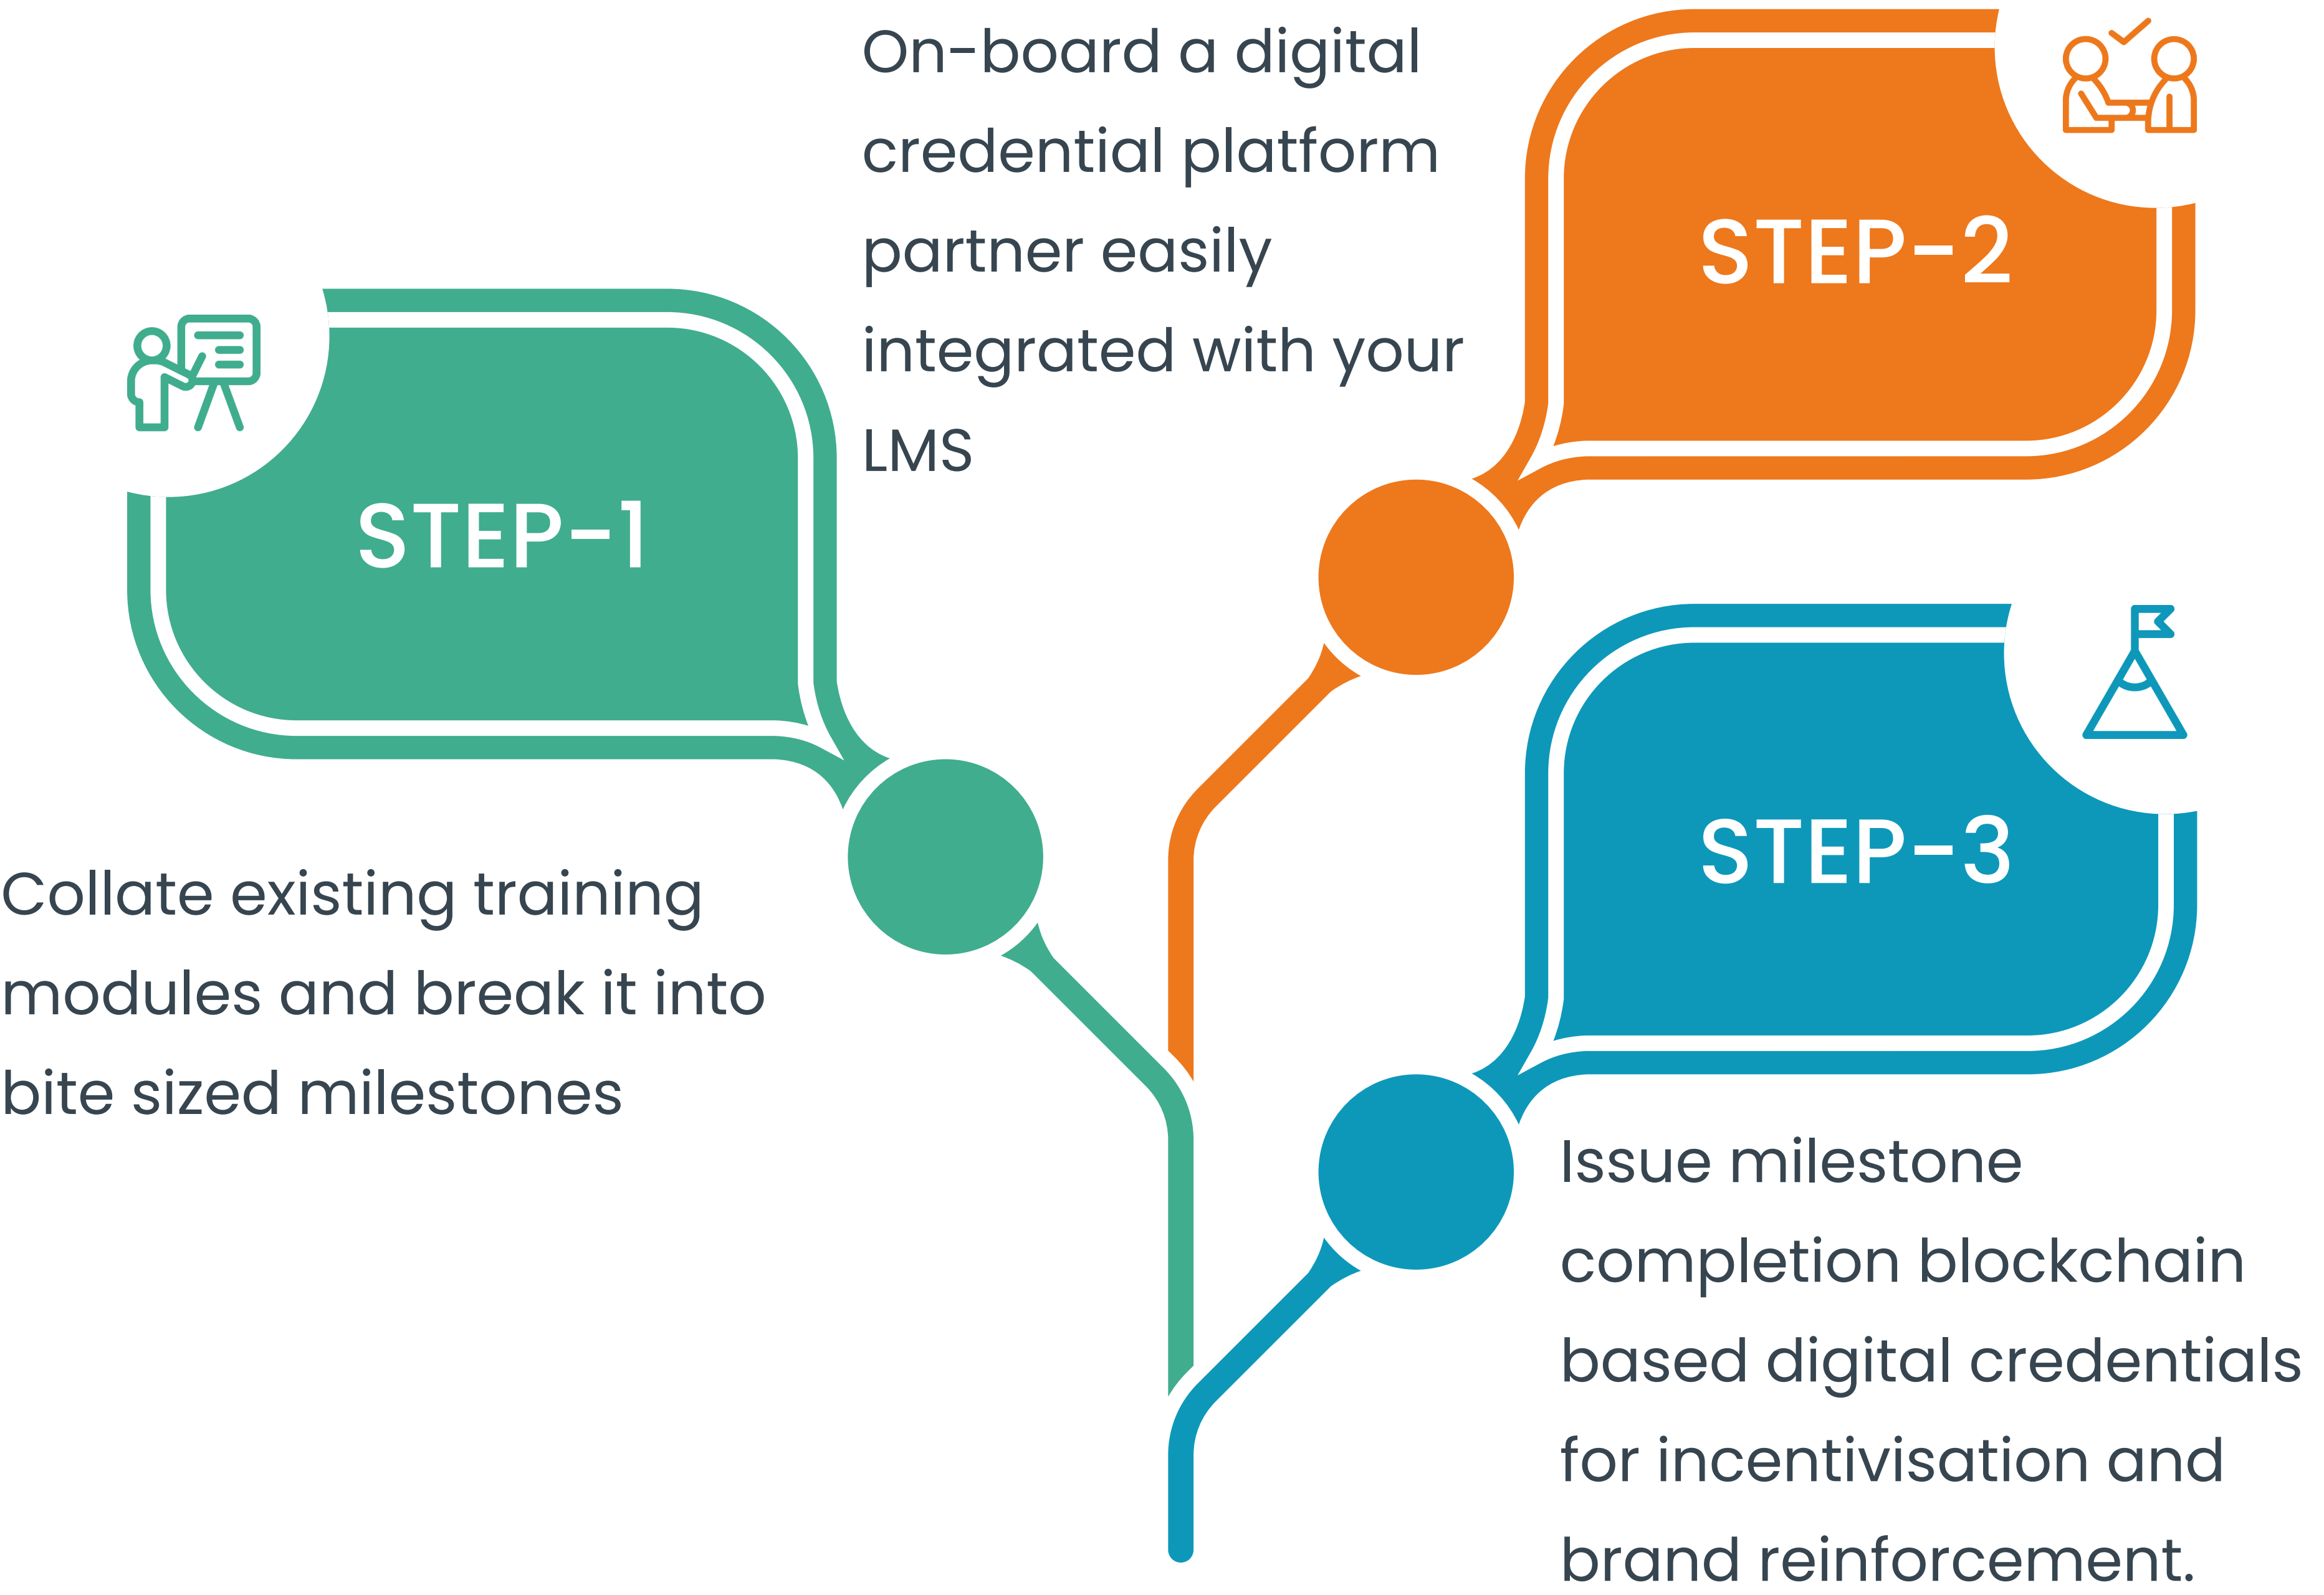 STEP-1
Collate existing training
modules and break it into
bite sized milestones
STEP-2
On-board a digital
credential platform
partner easily
integrated with your
LMS
STEP-3
Issue milestone
completion blockchain
based digital credentials
for incentivisation and
brand reinforcement.